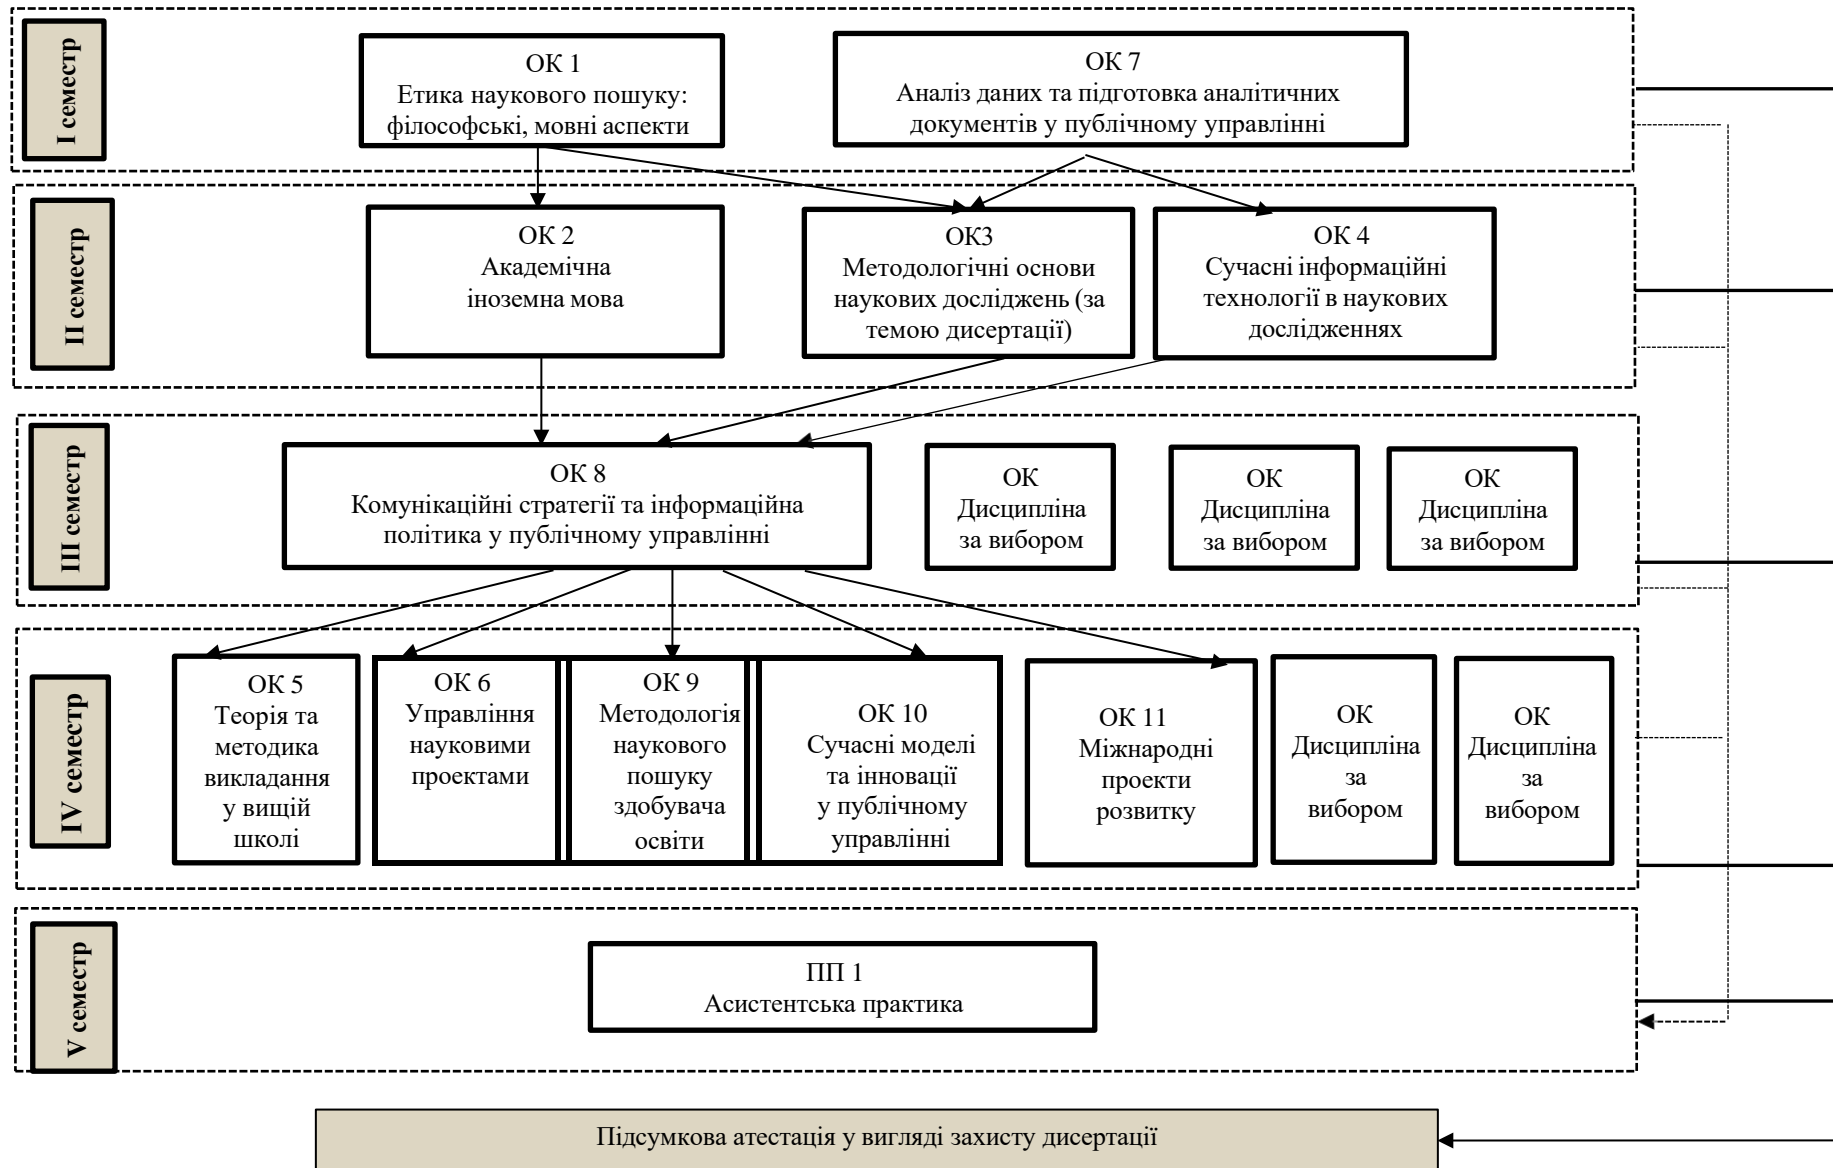 І семестр
ОК 1
Етика наукового пошуку:
філософські, мовні аспекти
ОК 7
Аналіз даних та підготовка аналітичних
документів у публічному управлінні
ІІ семестр
ОК 2
Академічна
іноземна мова
ОК3
Методологічні основи
наукових досліджень (за
темою дисертації)
ОК 4
Сучасні інформаційні
технології в наукових
дослідженнях
ІІІ семестр
ОК 8
Комунікаційні стратегії та інформаційна
політика у публічному управлінні
ОК
Дисципліна
за вибором
ОК
Дисципліна
за вибором
ОК
Дисципліна
за вибором
IV семестр
ОК 5
Теорія та
методика
викладання
у вищій
школі
ОК 6
Управління
науковими
проектами
ОК 9
Методологія
наукового
пошуку
здобувача
освіти
ОК 10
Сучасні моделі
та інновації
у публічному
управлінні
ОК 11
Міжнародні
проекти
розвитку
ОК
Дисципліна
за
вибором
ОК
Дисципліна
за
вибором
V семестр
ПП 1
Асистентська практика
Підсумкова атестація у вигляді захисту дисертації